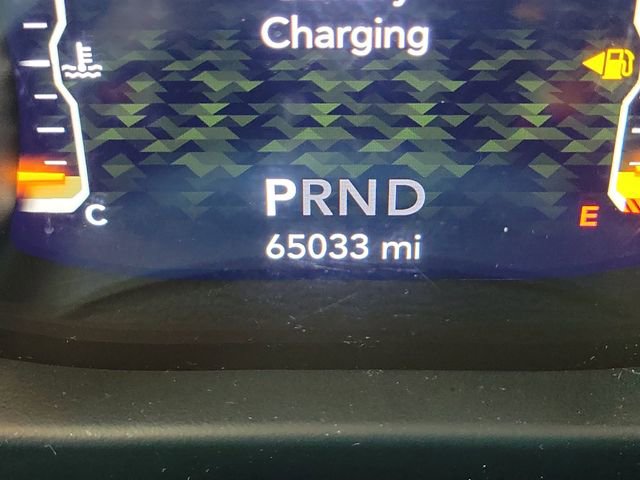 Charging
PRND
C
E
65033 mi